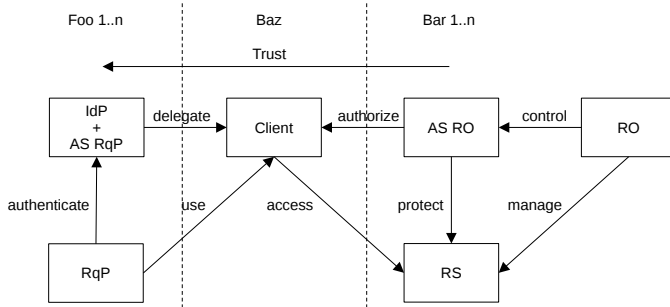 Foo 1..n
Baz
Bar 1..n
Trust
IdP
+
AS RqP
delegate
Client
authorize
AS RO
control
RO
authenticate
use
access
protect
manage
RqP
RS